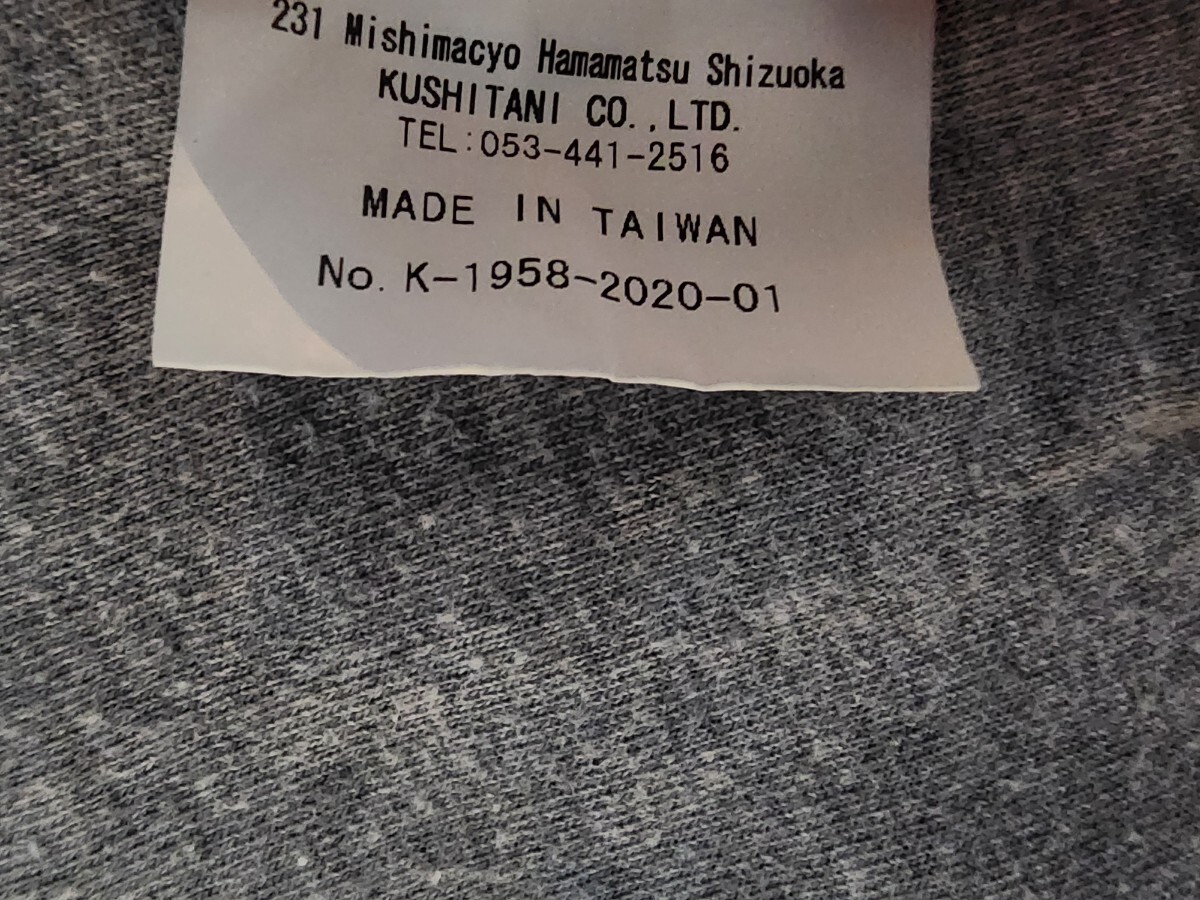 231 Mishimacyo Hamamatsu Shizuoka
KUSHITANI CO.,LTD.
TEL:053-441-2516
MADE IN TAIWAN
No. K-1958-2020-01